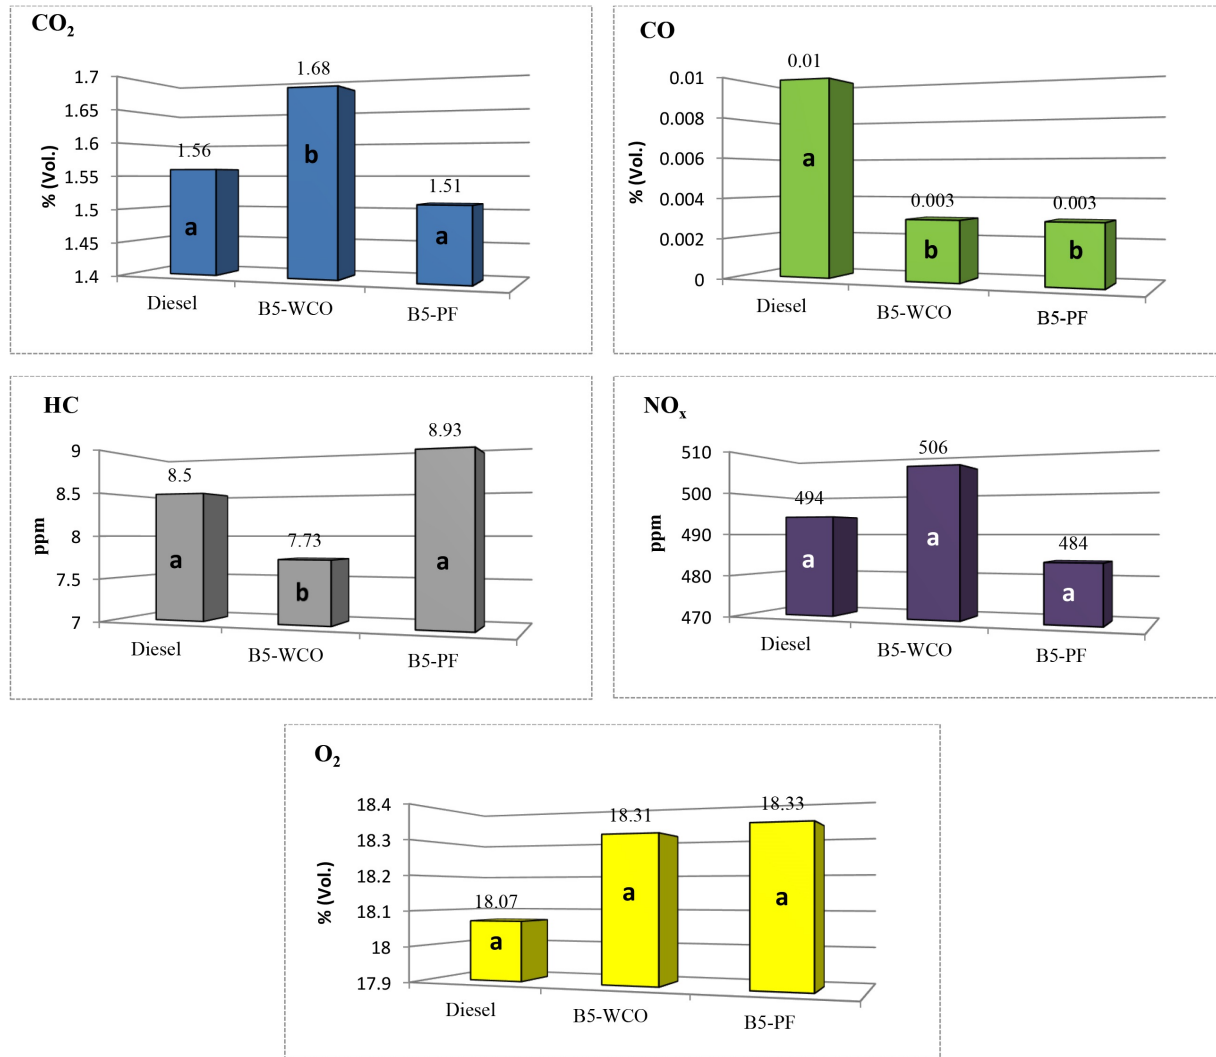 CO₂
1.7
1.65
1.6
1.55
1.5
1.45
1.4
% (Vol.)
1.56
1.68
1.51
a
b
a
Diesel
B5-WCO
B5-PF
CO
0.01
0.008
0.006
0.004
0.002
0
% (Vol.)
0.01
0.003
0.003
a
b
b
Diesel
B5-WCO
B5-PF
HC
9
8.5
8
7.5
7
ppm
8.5
7.73
8.93
a
b
a
Diesel
B5-WCO
B5-PF
NOₓ
510
500
490
480
470
ppm
494
506
484
a
a
a
Diesel
B5-WCO
B5-PF
O₂
18.4
18.3
18.2
18.1
18
17.9
% (Vol.)
18.07
18.31
18.33
a
a
a
Diesel
B5-WCO
B5-PF